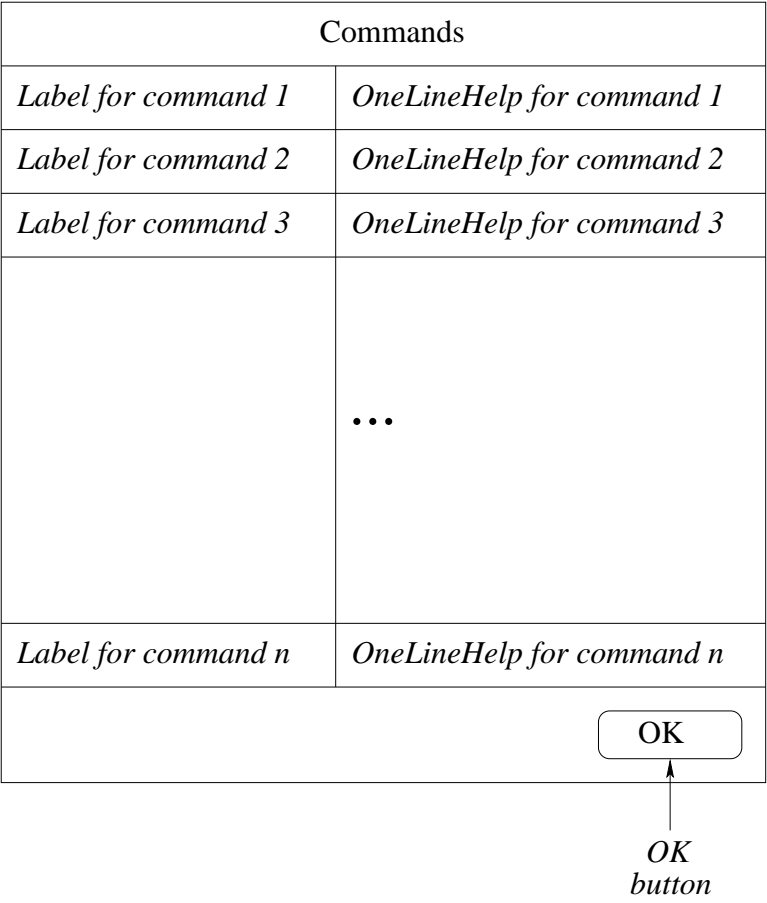 Commands
Label for command 1 OneLineHelp for command 1
Label for command 2 OneLineHelp for command 2
Label for command 3 OneLineHelp for command 3
...
Label for command n OneLineHelp for command n
OK
OK
button